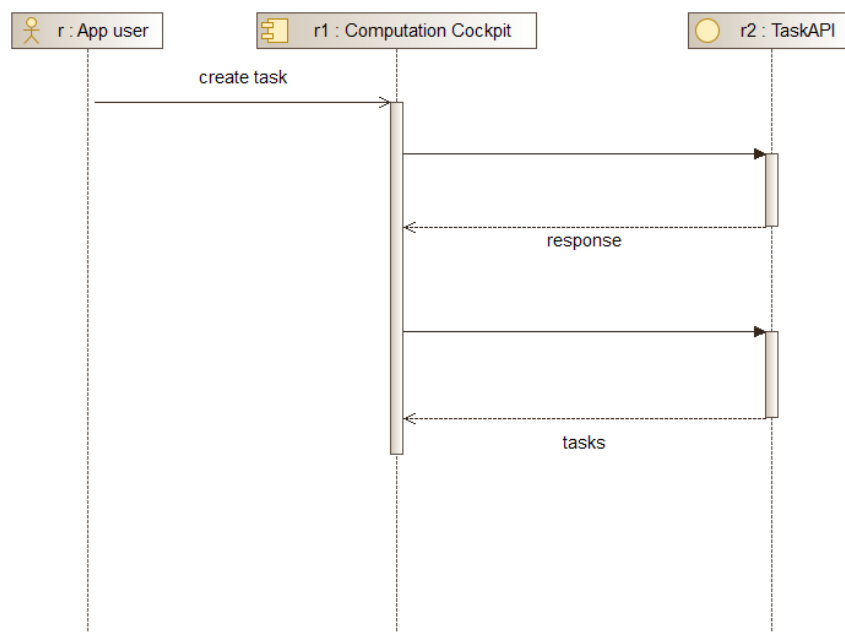 r : App user
r1 : Computation Cockpit
r2 : TaskAPI
create task
response
tasks